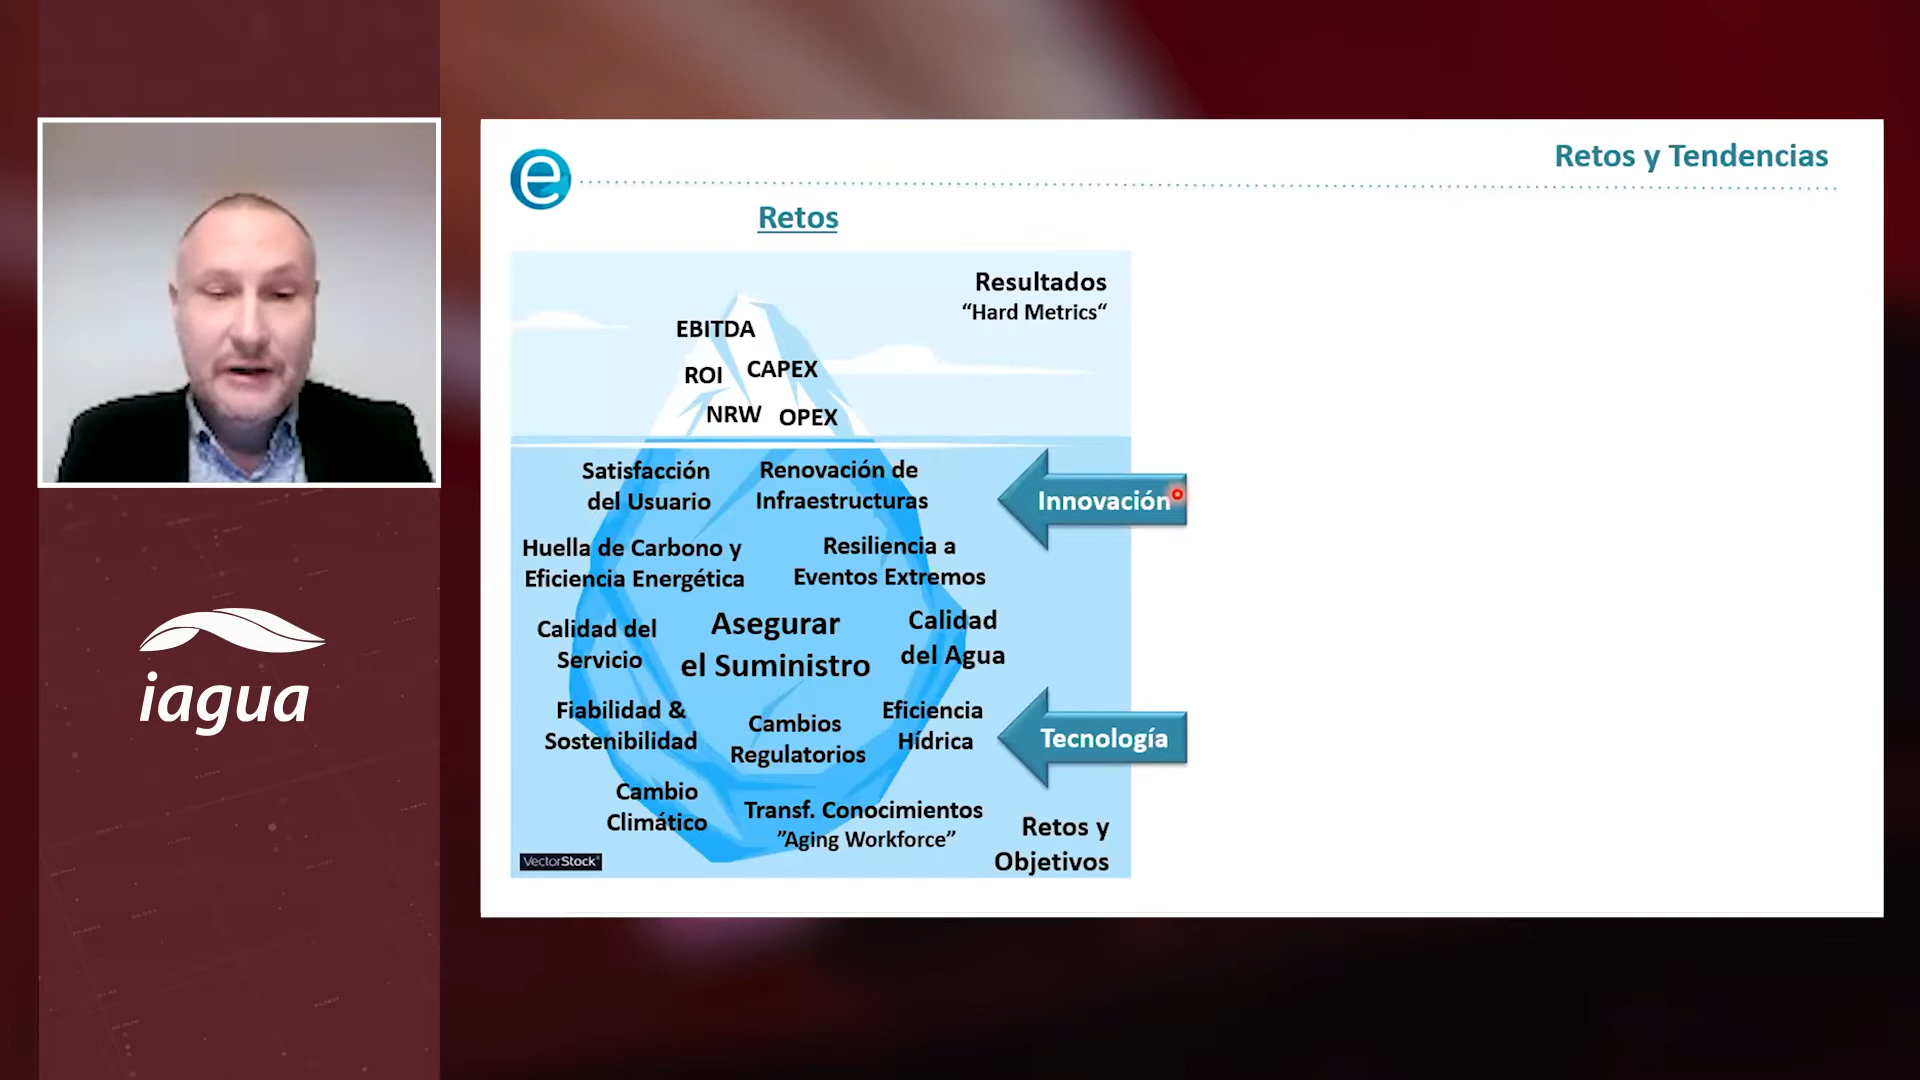 iagua
e
Retos y Tendencias
Retos
Resultados
“Hard Metrics“
EBITDA
ROI
CAPEX
NRW
OPEX
Satisfacción
del Usuario
Renovación de
Infraestructuras
Innovación
Huella de Carbono y
Eficiencia Energética
Resiliencia a
Eventos Extremos
Calidad del
Servicio
Asegurar
el Suministro
Calidad
del Agua
Fiabilidad &
Sostenibilidad
Cambios
Regulatorios
Eficiencia
Hídrica
Tecnología
Cambio
Climático
Transf. Conocimientos
”Aging Workforce”
Retos y
Objetivos
VectorStock®